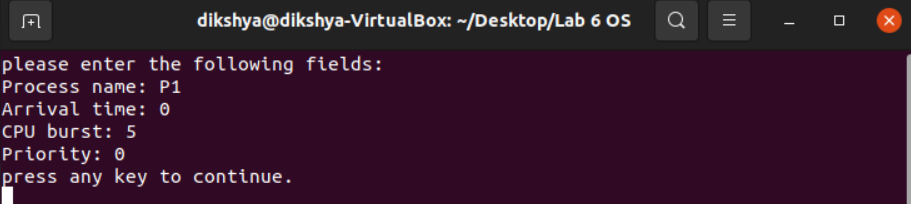 dikshya@dikshya-VirtualBox: ~/Desktop/Lab 6 OS
please enter the following fields:
Process name: P1
Arrival time: 0
CPU burst: 5
Priority: 0
press any key to continue.